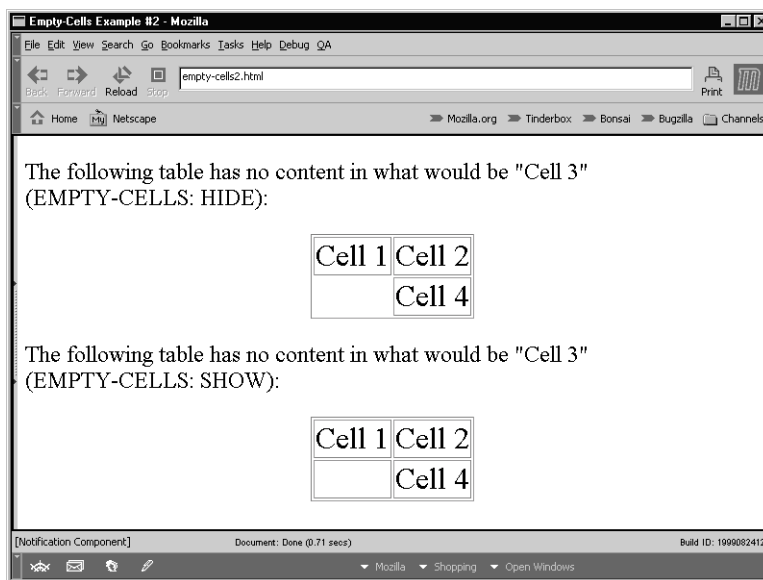 Empty-Cells Example #2 - Mozilla
File Edit View Search Go Bookmarks Tasks Help Debug QA
Back Forward Reload Stop empty-cells2.html Print
Home My Netscape Mozilla.org Tinderbox Bonsai Bugzilla Channels
The following table has no content in what would be "Cell 3"
(EMPTY-CELLS: HIDE):
Cell 1 Cell 2
Cell 4
The following table has no content in what would be "Cell 3"
(EMPTY-CELLS: SHOW):
Cell 1 Cell 2
Cell 4
[Notification Component] Document: Done (0.71 secs) Build ID: 1999082412
Mozilla Shopping Open Windows